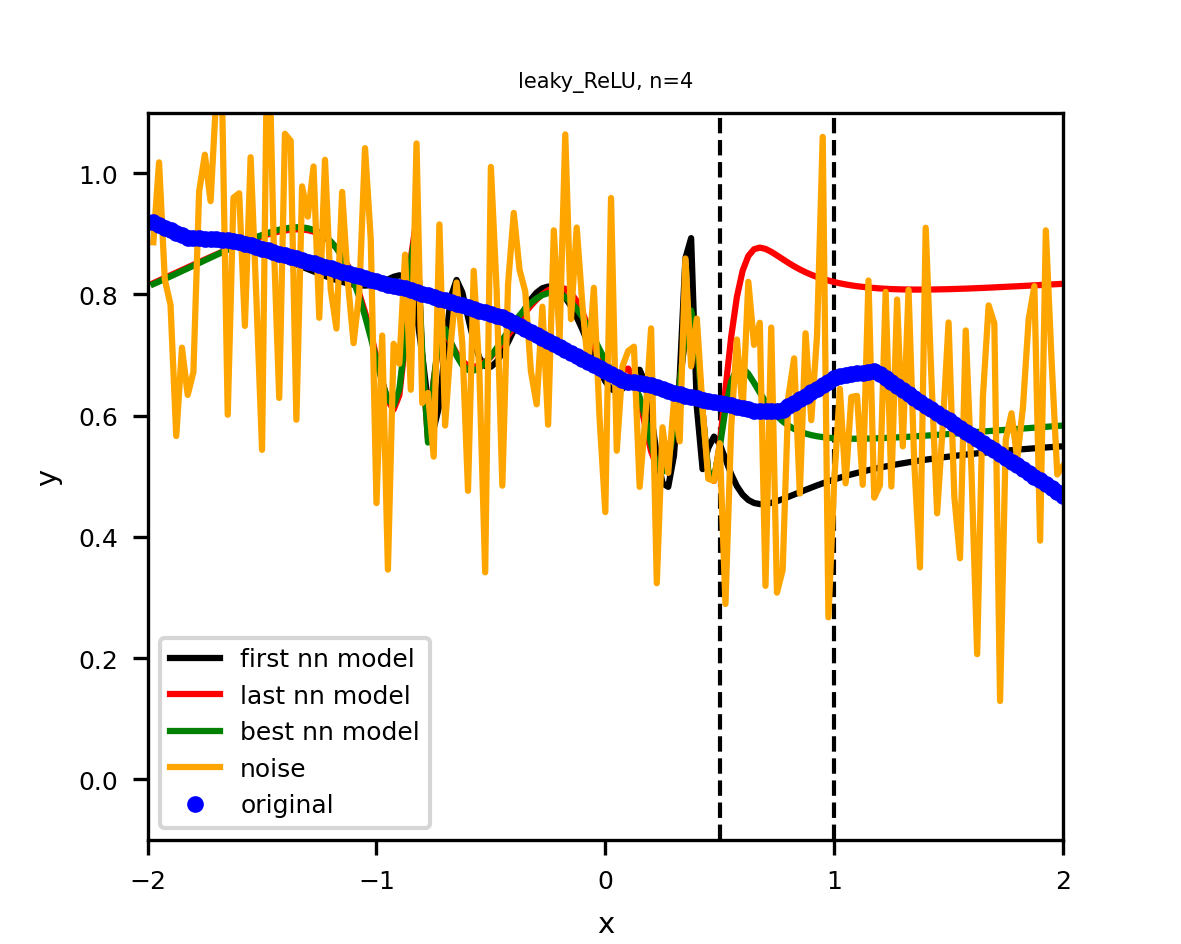 leaky_ReLU, n=4
y
1.0
0.8
0.6
0.4
0.2
0.0
first nn model
last nn model
best nn model
noise
original
−2
−1
0
1
2
x